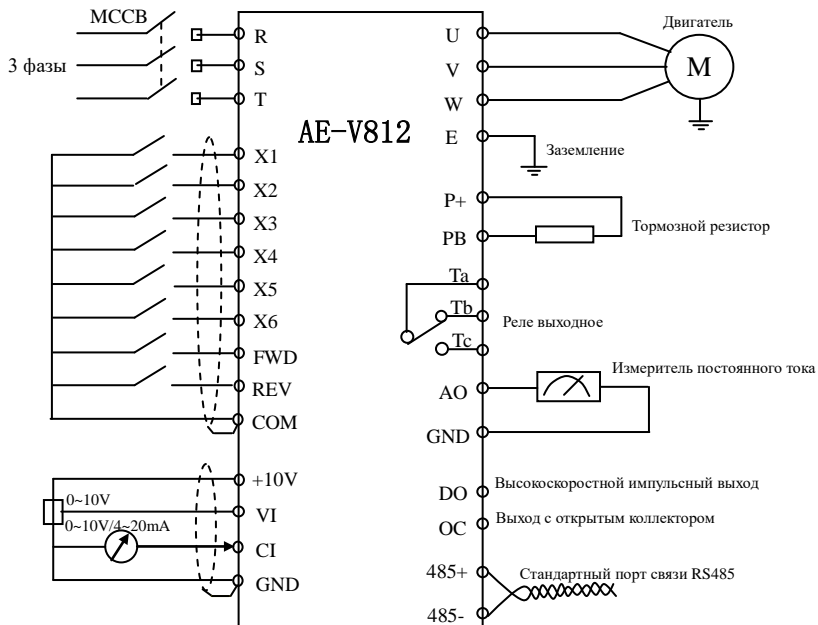 MCCB
3 фазы
R
S
T
AE-V812
U
V
W
E
Двигатель
M
Заземление
X1
X2
X3
X4
X5
X6
FWD
REV
COM
P+
PB
Тормозной резистор
Ta
Tb
Tc
Реле выходное
Измеритель постоянного тока
AO
GND
+10V
0~10V
VI
0~10V/4~20mA
CI
GND
DO
Высокоскоростной импульсный выход
OC
Выход с открытым коллектором
485+
Стандартный порт связи RS485
485-